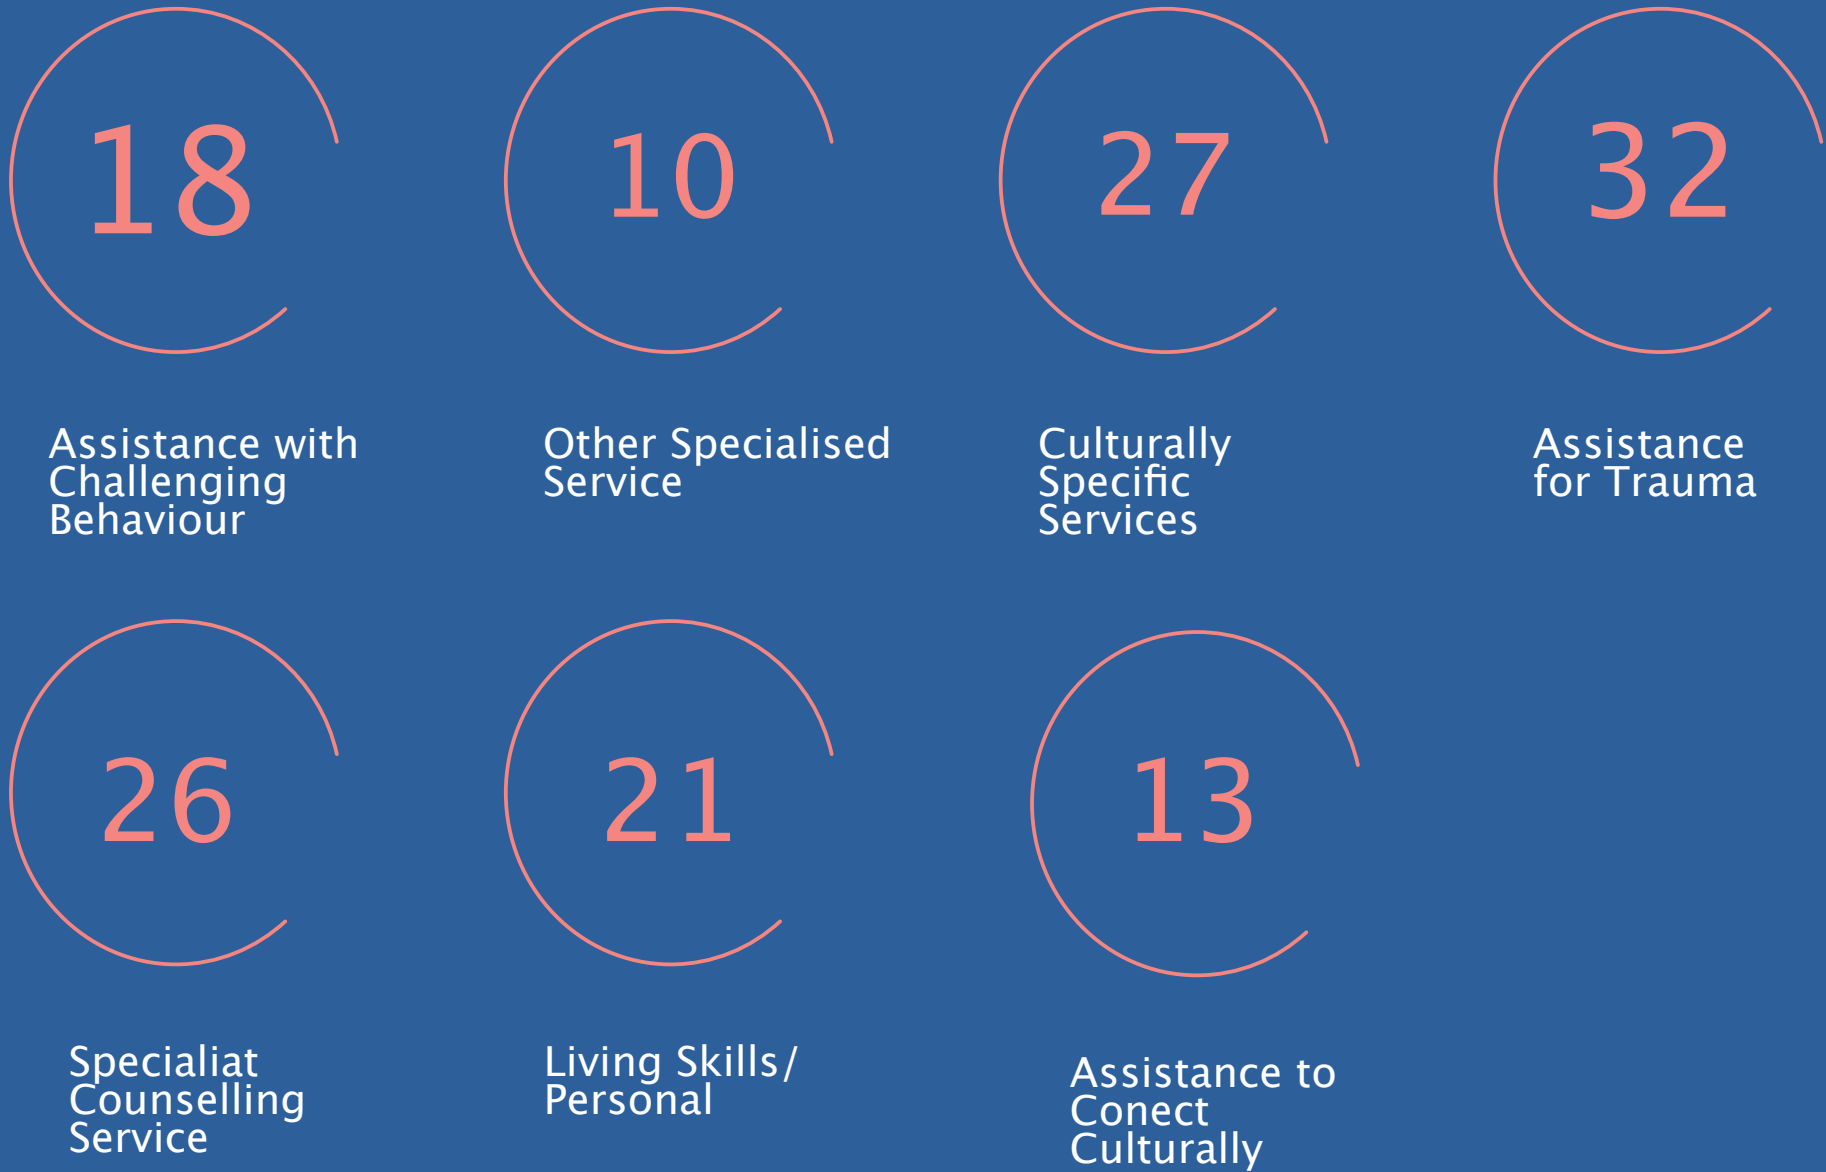 18
10
27
32
Assistance with
Challenging
Behaviour
Other Specialised
Service
Culturally
Specific
Services
Assistance
for Trauma
26
21
13
Specialiat
Counselling
Service
Living Skills/
Personal
Assistance to
Conect
Culturally